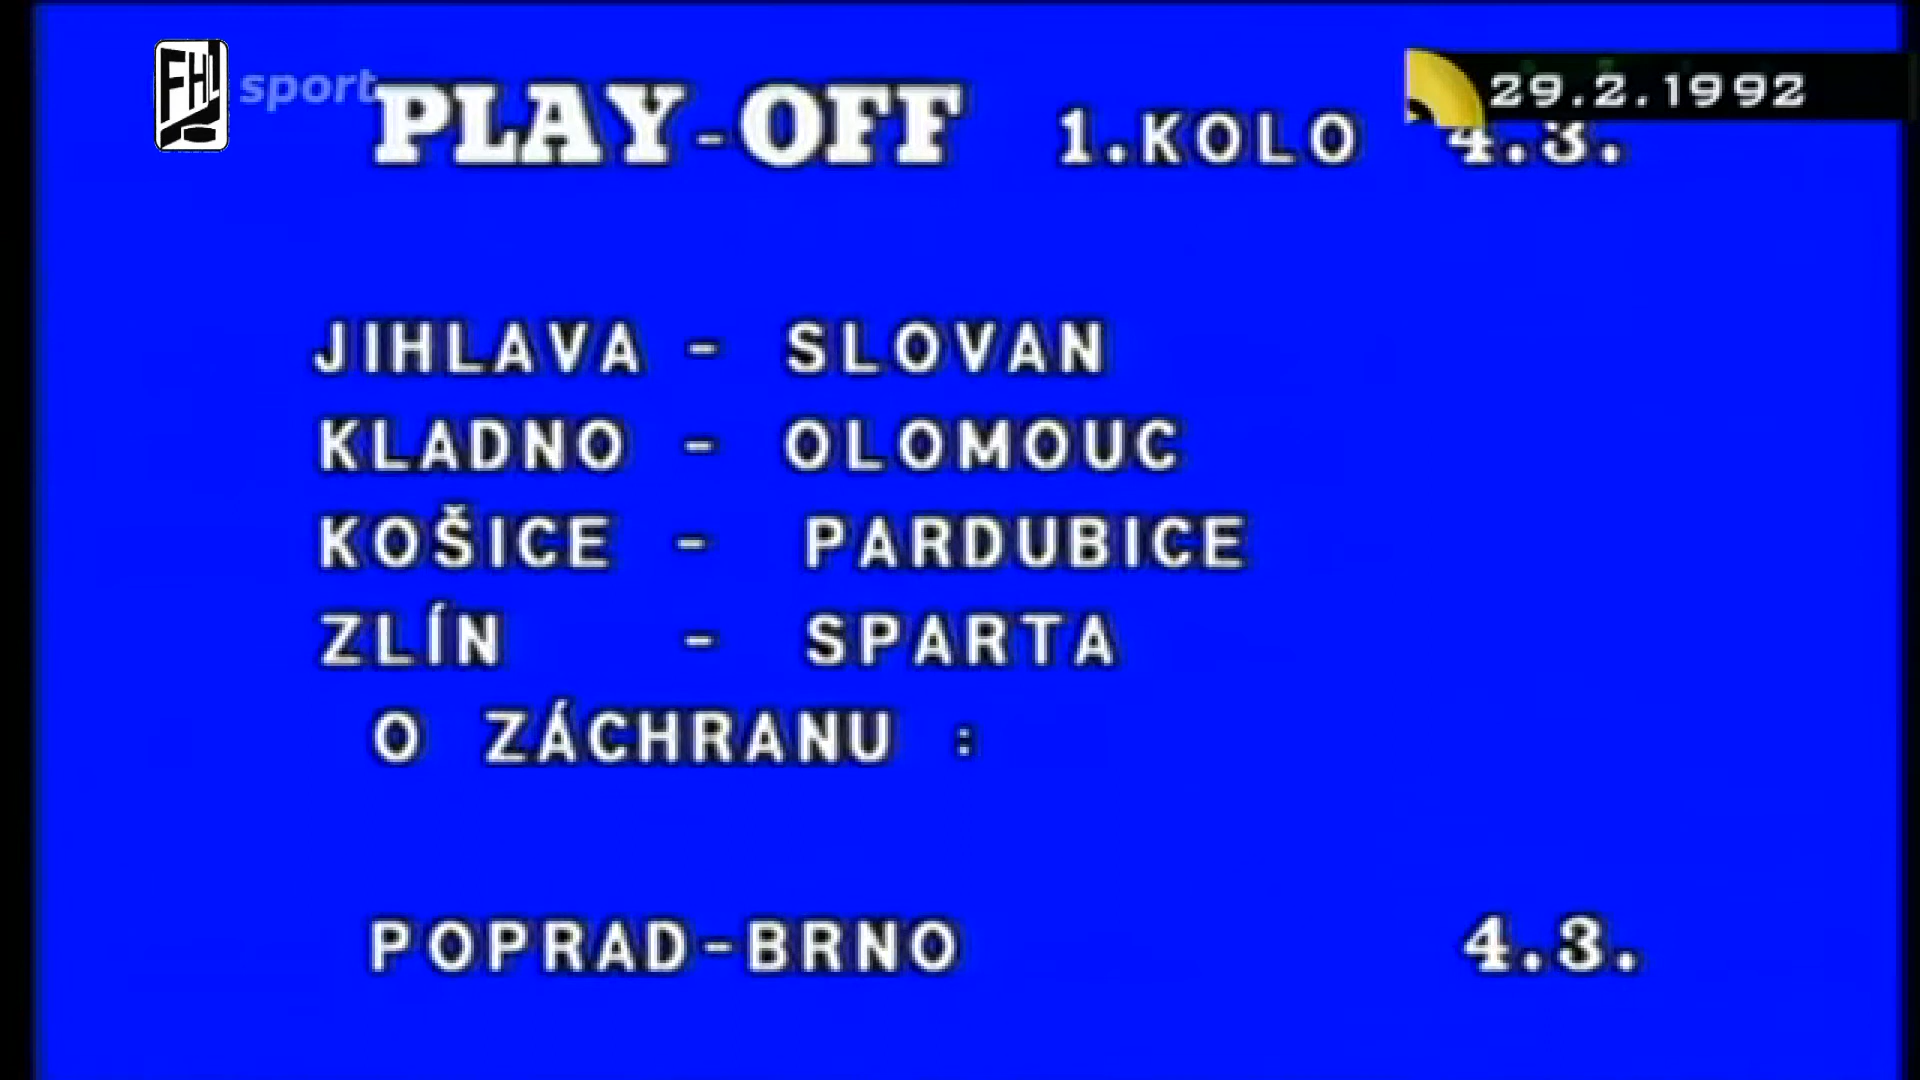 FHL sport
29.2.1992
PLAY-OFF 1.KOLO 4.3.
JIHLAVA - SLOVAN
KLADNO - OLOMOUC
KOŠICE - PARDUBICE
ZLÍN - SPARTA
O ZÁCHRANU :
POPRAD-BRNO 4.3.